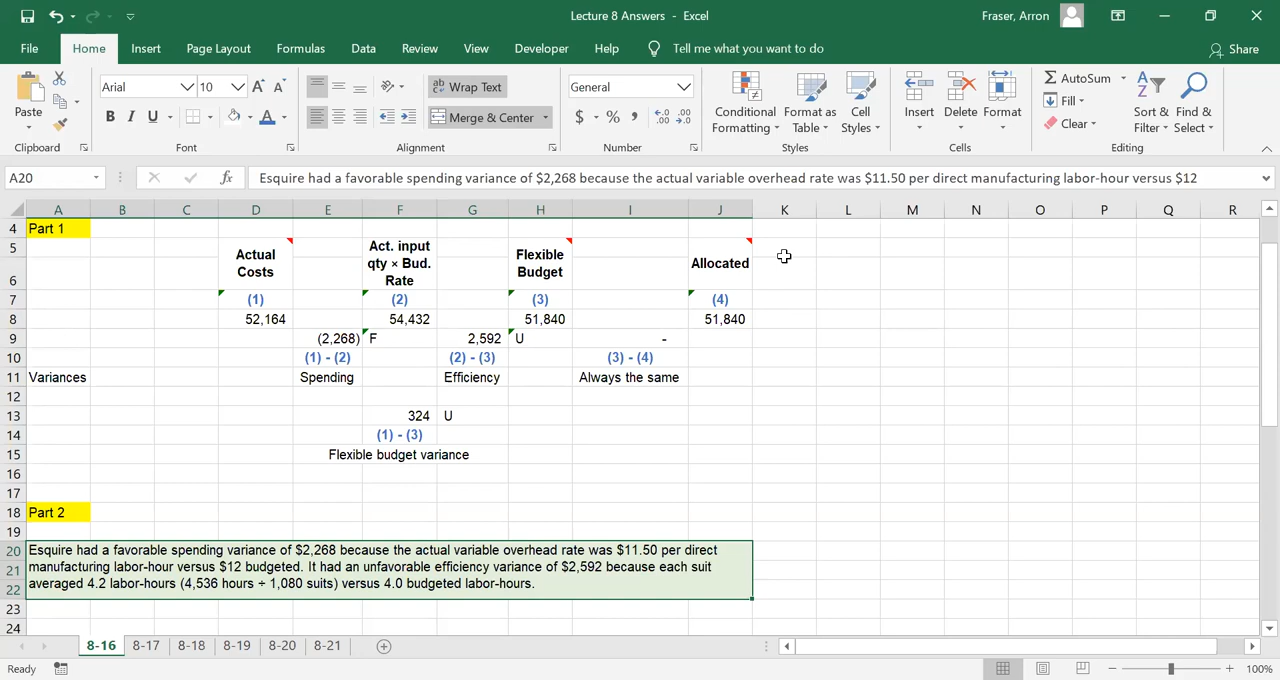 Lecture 8 Answers - Excel
Fraser, Arron
File Home Insert Page Layout Formulas Data Review View Developer Help Tell me what you want to do Share
Paste
Clipboard
Arial 10
B I U
Font
Wrap Text
Merge & Center
Alignment
General
$ % ,
Number
Conditional Formatting
Format as Table
Cell Styles
Styles
Insert Delete Format
Cells
AutoSum
Fill
Clear
Sort & Filter
Find & Select
Editing
A20 fx Esquire had a favorable spending variance of $2,268 because the actual variable overhead rate was $11.50 per direct manufacturing labor-hour versus $12
A B C D E F G H I J K L M N O P Q R
4 Part 1
5
6
Actual Costs
Act. input qty × Bud. Rate
Flexible Budget
Allocated
7 (1) (2) (3) (4)
8 52,164 54,432 51,840 51,840
9 (2,268) F 2,592 U -
10 (1) - (2) (2) - (3) (3) - (4)
11 Variances Spending Efficiency Always the same
12
13 324 U
14 (1) - (3)
15 Flexible budget variance
16
17
18 Part 2
19
20 Esquire had a favorable spending variance of $2,268 because the actual variable overhead rate was $11.50 per direct
21 manufacturing labor-hour versus $12 budgeted. It had an unfavorable efficiency variance of $2,592 because each suit
22 averaged 4.2 labor-hours (4,536 hours ÷ 1,080 suits) versus 4.0 budgeted labor-hours.
23
24
8-16 8-17 8-18 8-19 8-20 8-21
Ready 100%